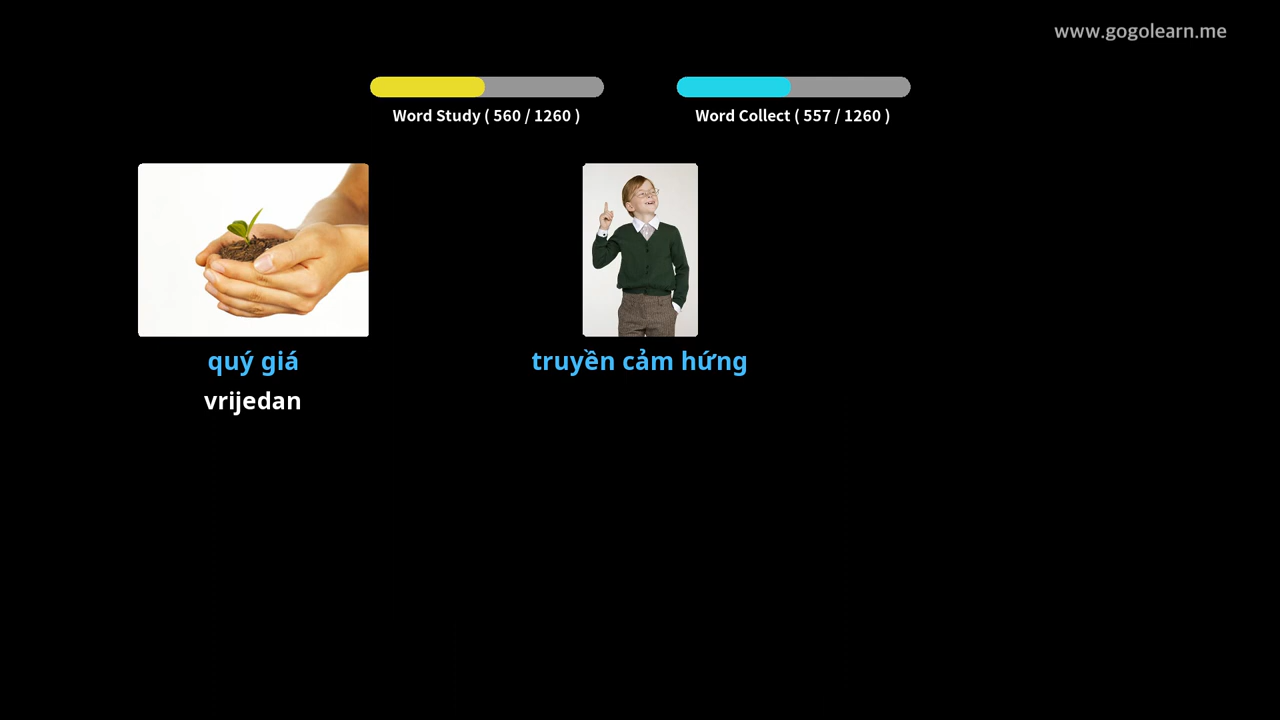 www.gogolearn.me
Word Study ( 560 / 1260 )
Word Collect ( 557 / 1260 )
quý giá
vrijedan
truyền cảm hứng